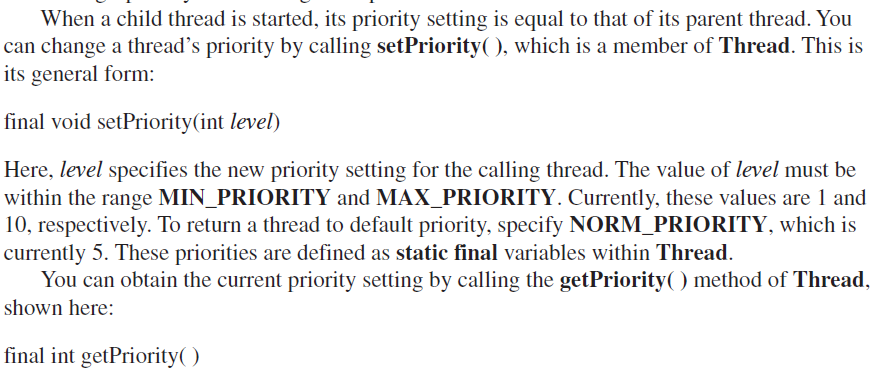 When a child thread is started, its priority setting is equal to that of its parent thread. You
can change a thread's priority by calling setPriority( ), which is a member of Thread. This is
its general form:
final void setPriority(int level)
Here, level specifies the new priority setting for the calling thread. The value of level must be
within the range MIN_PRIORITY and MAX_PRIORITY. Currently, these values are 1 and
10, respectively. To return a thread to default priority, specify NORM_PRIORITY, which is
currently 5. These priorities are defined as static final variables within Thread.
You can obtain the current priority setting by calling the getPriority( ) method of Thread,
shown here:
final int getPriority( )